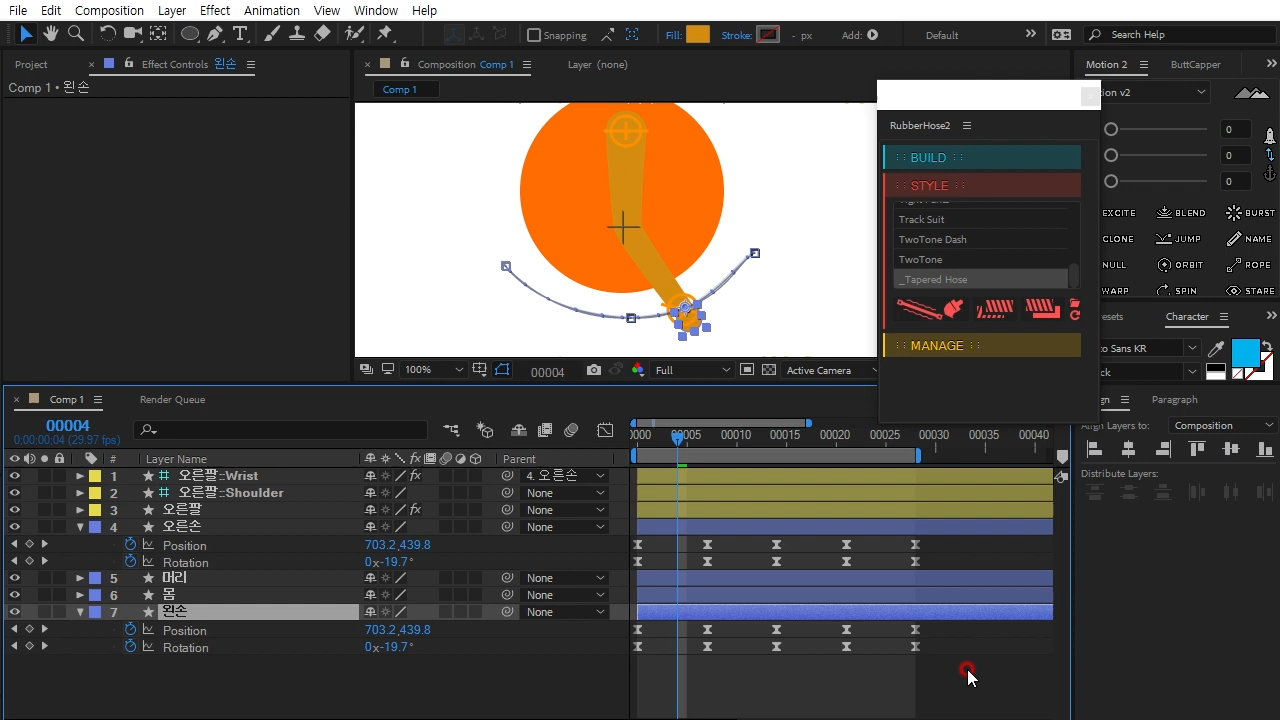 File Edit Composition Layer Effect Animation View Window Help
Snapping Fill: Stroke: - px Add: Default Search Help
Project Effect Controls 왼손
Comp 1 • 왼손
Composition Comp 1 Layer (none)
Comp 1
Motion 2 ButtCapper
v2
0
0
0
EXCITE BLEND BURST
CLONE JUMP NAME
NULL ORBIT ROPE
WARP SPIN STARE
RubberHose2
:: BUILD ::
:: STYLE ::
Track Suit
TwoTone Dash
TwoTone
_Tapered Hose
:: MANAGE ::
Character
Sans KR
100% 00004 Full Active Camera
Paragraph
Align Layers to: Composition
Distribute Layers:
Comp 1 Render Queue
00004
0;00;00;04 (29.97 fps)
00005 00010 00015 00020 00025 00030 00035 00040
# Layer Name Parent
1 오른팔::Wrist 4. 오른손
2 오른팔::Shoulder None
3 오른팔 None
4 오른손 None
Position 703.2,439.8
Rotation 0x-19.7°
5 머리 None
6 몸 None
7 왼손 None
Position 703.2,439.8
Rotation 0x-19.7°